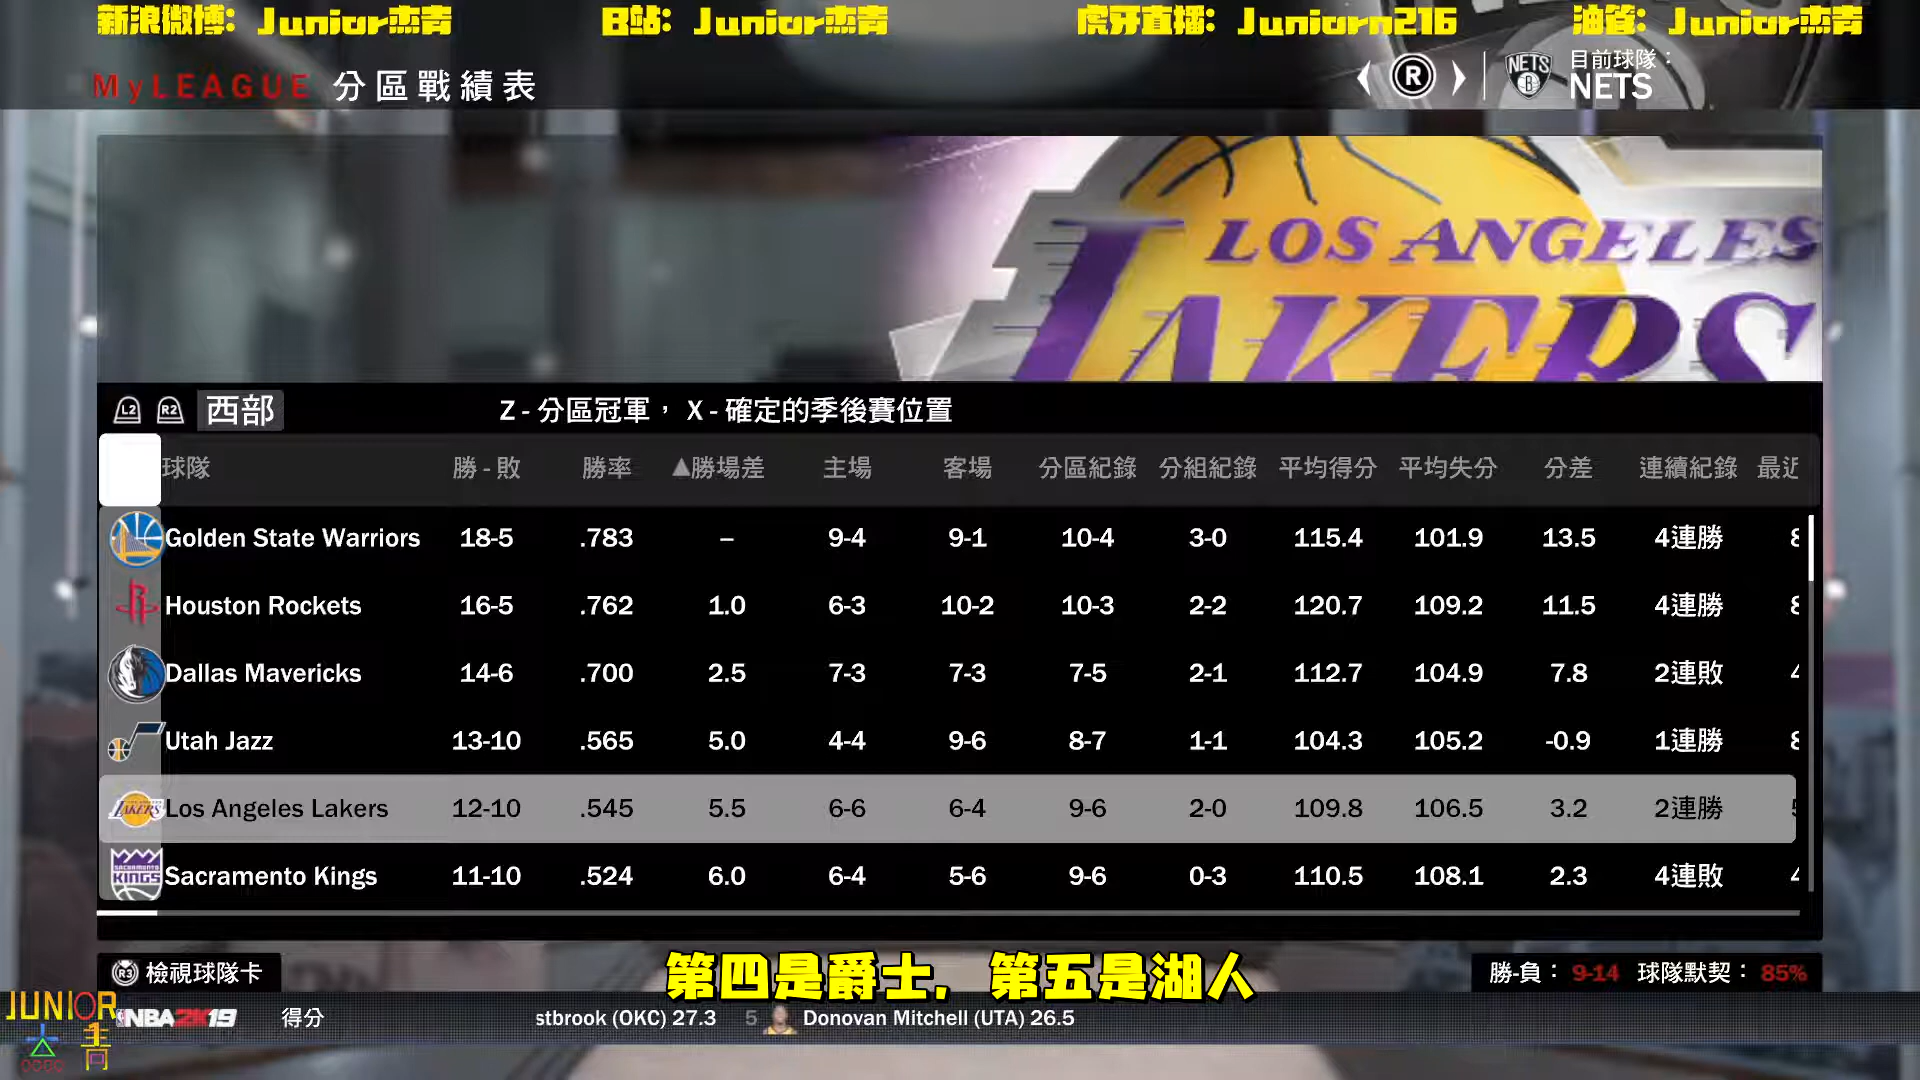 新浪微博：Junior杰青 B站：Junior杰青 虎牙直播：Juniorn216 油管：Junior杰青
MyLEAGUE 分區戰績表
R
NETS B
目前球隊：
NETS
LOS ANGELES
LAKERS
L2 R2 西部 Z - 分區冠軍， X - 確定的季後賽位置
球隊 勝 - 敗 勝率 ▲勝場差 主場 客場 分區紀錄 分組紀錄 平均得分 平均失分 分差 連續紀錄 最近
Golden State Warriors 18-5 .783 – 9-4 9-1 10-4 3-0 115.4 101.9 13.5 4連勝
Houston Rockets 16-5 .762 1.0 6-3 10-2 10-3 2-2 120.7 109.2 11.5 4連勝
Dallas Mavericks 14-6 .700 2.5 7-3 7-3 7-5 2-1 112.7 104.9 7.8 2連敗
Utah Jazz 13-10 .565 5.0 4-4 9-6 8-7 1-1 104.3 105.2 -0.9 1連勝
LAKERS Los Angeles Lakers 12-10 .545 5.5 6-6 6-4 9-6 2-0 109.8 106.5 3.2 2連勝
SACRAMENTO KINGS Sacramento Kings 11-10 .524 6.0 6-4 5-6 9-6 0-3 110.5 108.1 2.3 4連敗
R3 檢視球隊卡
第四是爵士，第五是湖人
勝-負： 9-14 球隊默契： 85%
JUNIOR
NBA 2K19 得分 stbrook (OKC) 27.3 5 Donovan Mitchell (UTA) 26.5